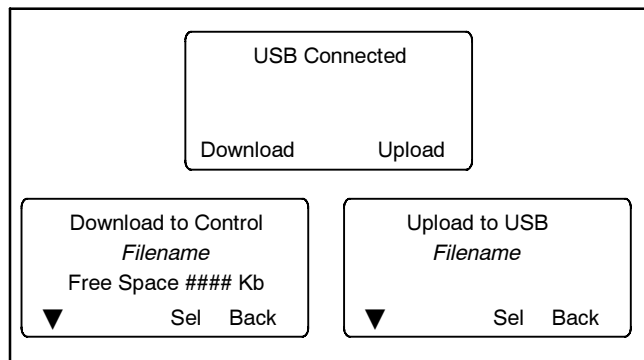 USB Connected
Download Upload
Download to Control
Filename
Free Space #### Kb
▼ Sel Back
Upload to USB
Filename
▼ Sel Back